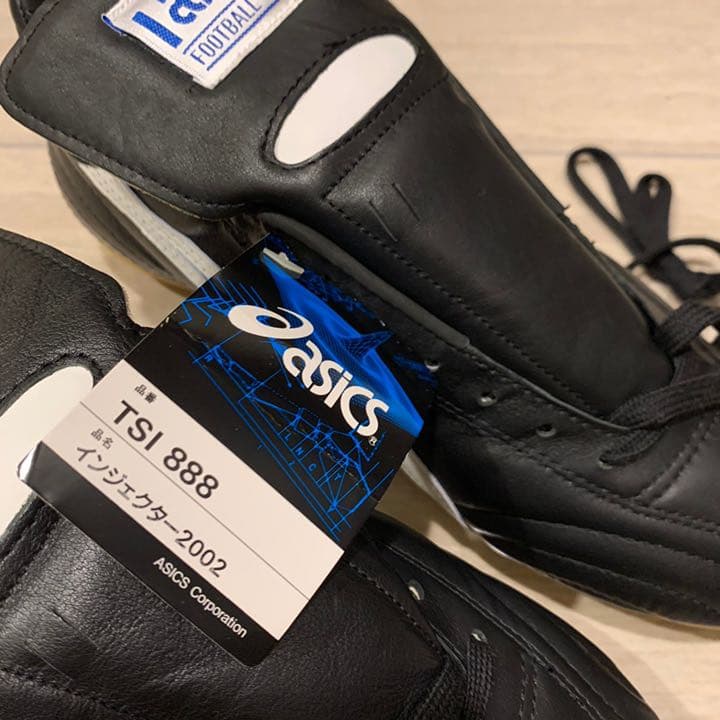 FOOTBALL
asics
®
品番
TSI 888
品名
インジェクター2002
ASICS Corporation